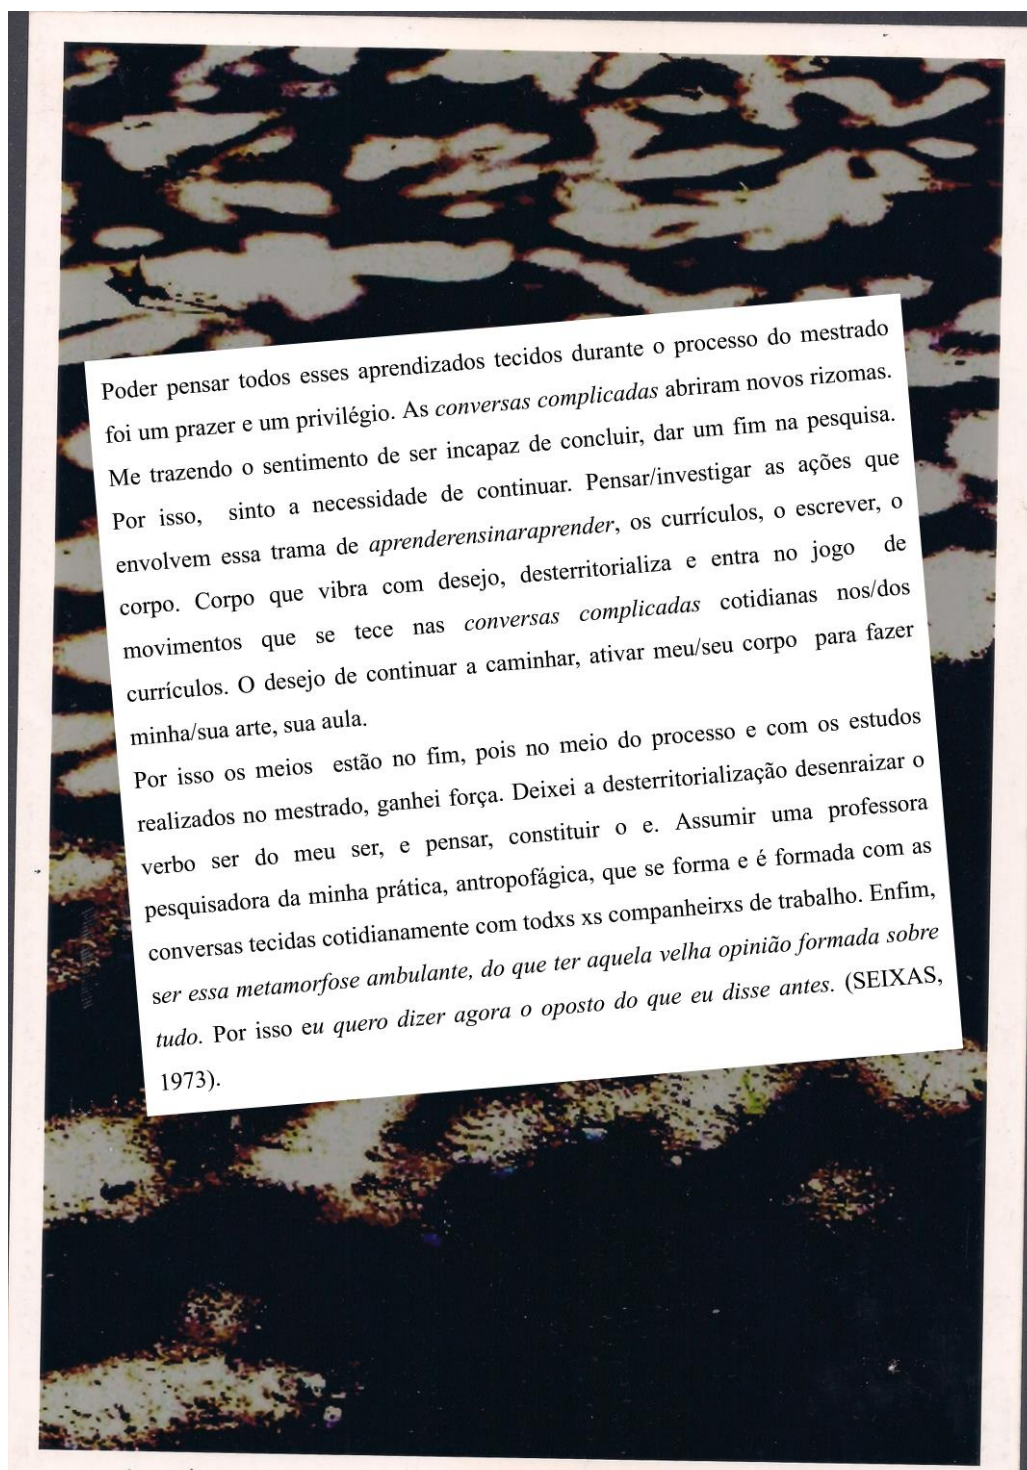 Poder pensar todos esses aprendizados tecidos durante o processo do mestrado
foi um prazer e um privilégio. As conversas complicadas abriram novos rizomas.
Me trazendo o sentimento de ser incapaz de concluir, dar um fim na pesquisa.
Por isso, sinto a necessidade de continuar. Pensar/investigar as ações que
envolvem essa trama de aprenderensinaraprender, os currículos, o escrever, o
corpo. Corpo que vibra com desejo, desterritorializa e entra no jogo de
movimentos que se tece nas conversas complicadas cotidianas nos/dos
currículos. O desejo de continuar a caminhar, ativar meu/seu corpo para fazer
minha/sua arte, sua aula.
Por isso os meios estão no fim, pois no meio do processo e com os estudos
realizados no mestrado, ganhei força. Deixei a desterritorialização desenraizar o
verbo ser do meu ser, e pensar, constituir o e. Assumir uma professora
pesquisadora da minha prática, antropofágica, que se forma e é formada com as
conversas tecidas cotidianamente com todxs xs companheirxs de trabalho. Enfim,
ser essa metamorfose ambulante, do que ter aquela velha opinião formada sobre
tudo. Por isso eu quero dizer agora o oposto do que eu disse antes. (SEIXAS,
1973).